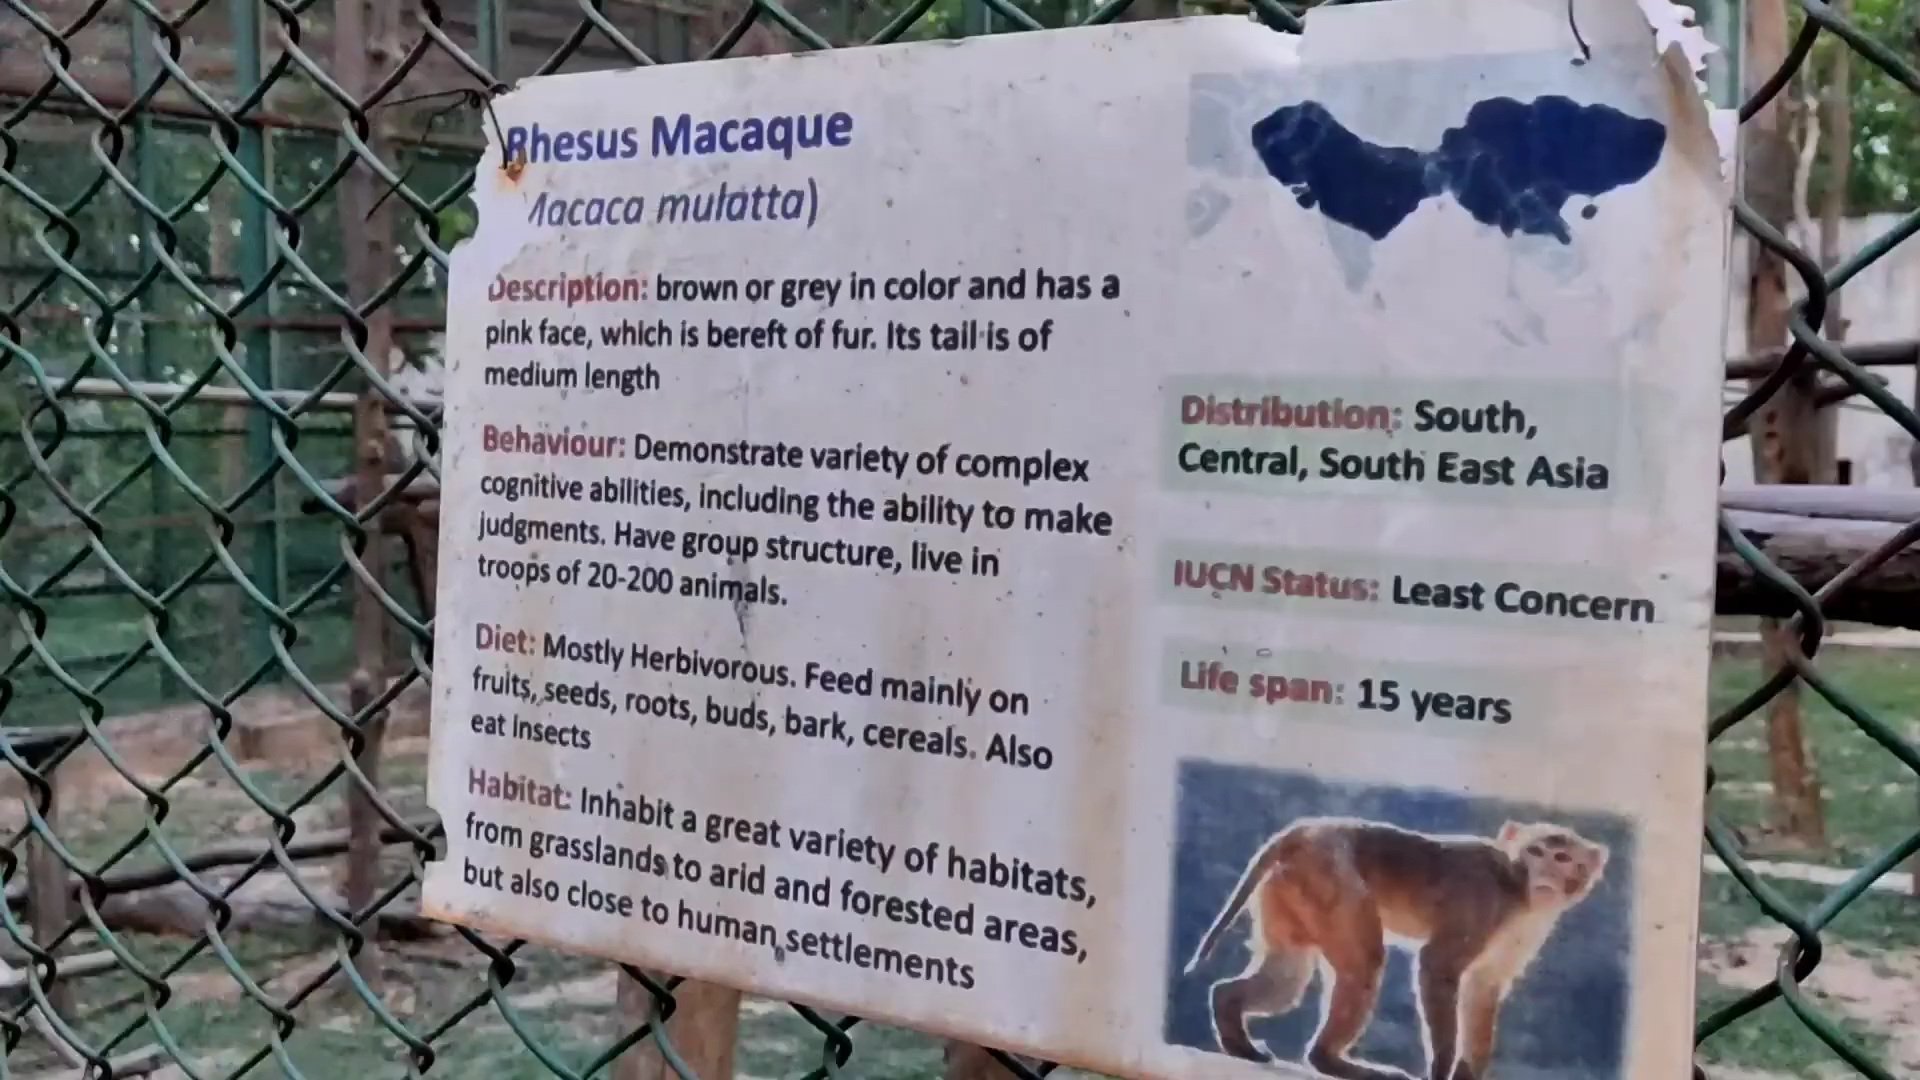 Rhesus Macaque
Macaca mulatta)
Description: brown or grey in color and has a
pink face, which is bereft of fur. Its tail is of
medium length
Behaviour: Demonstrate variety of complex
cognitive abilities, including the ability to make
judgments. Have group structure, live in
troops of 20-200 animals.
Diet: Mostly Herbivorous. Feed mainly on
fruits, seeds, roots, buds, bark, cereals. Also
eat insects
Habitat: Inhabit a great variety of habitats,
from grasslands to arid and forested areas,
but also close to human settlements
Distribution: South,
Central, South East Asia
IUCN Status: Least Concern
Life span: 15 years